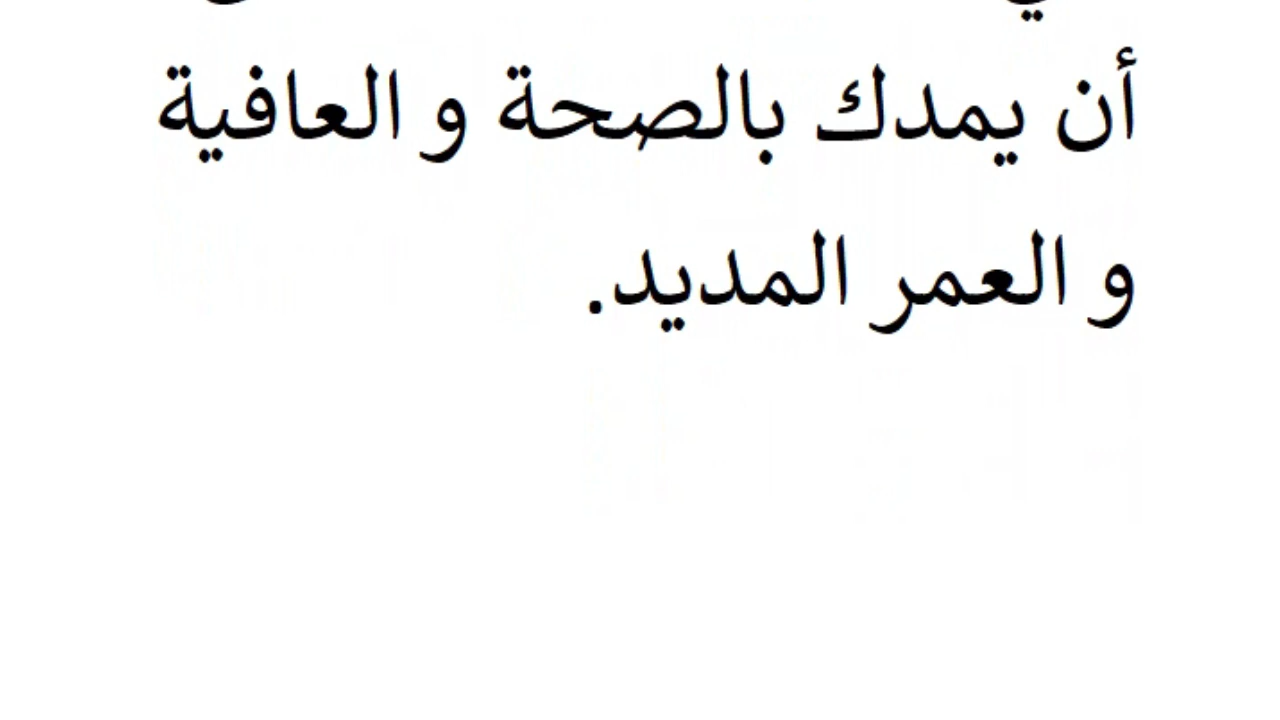 أن يمدك بالصحة و العافية
و العمر المديد.